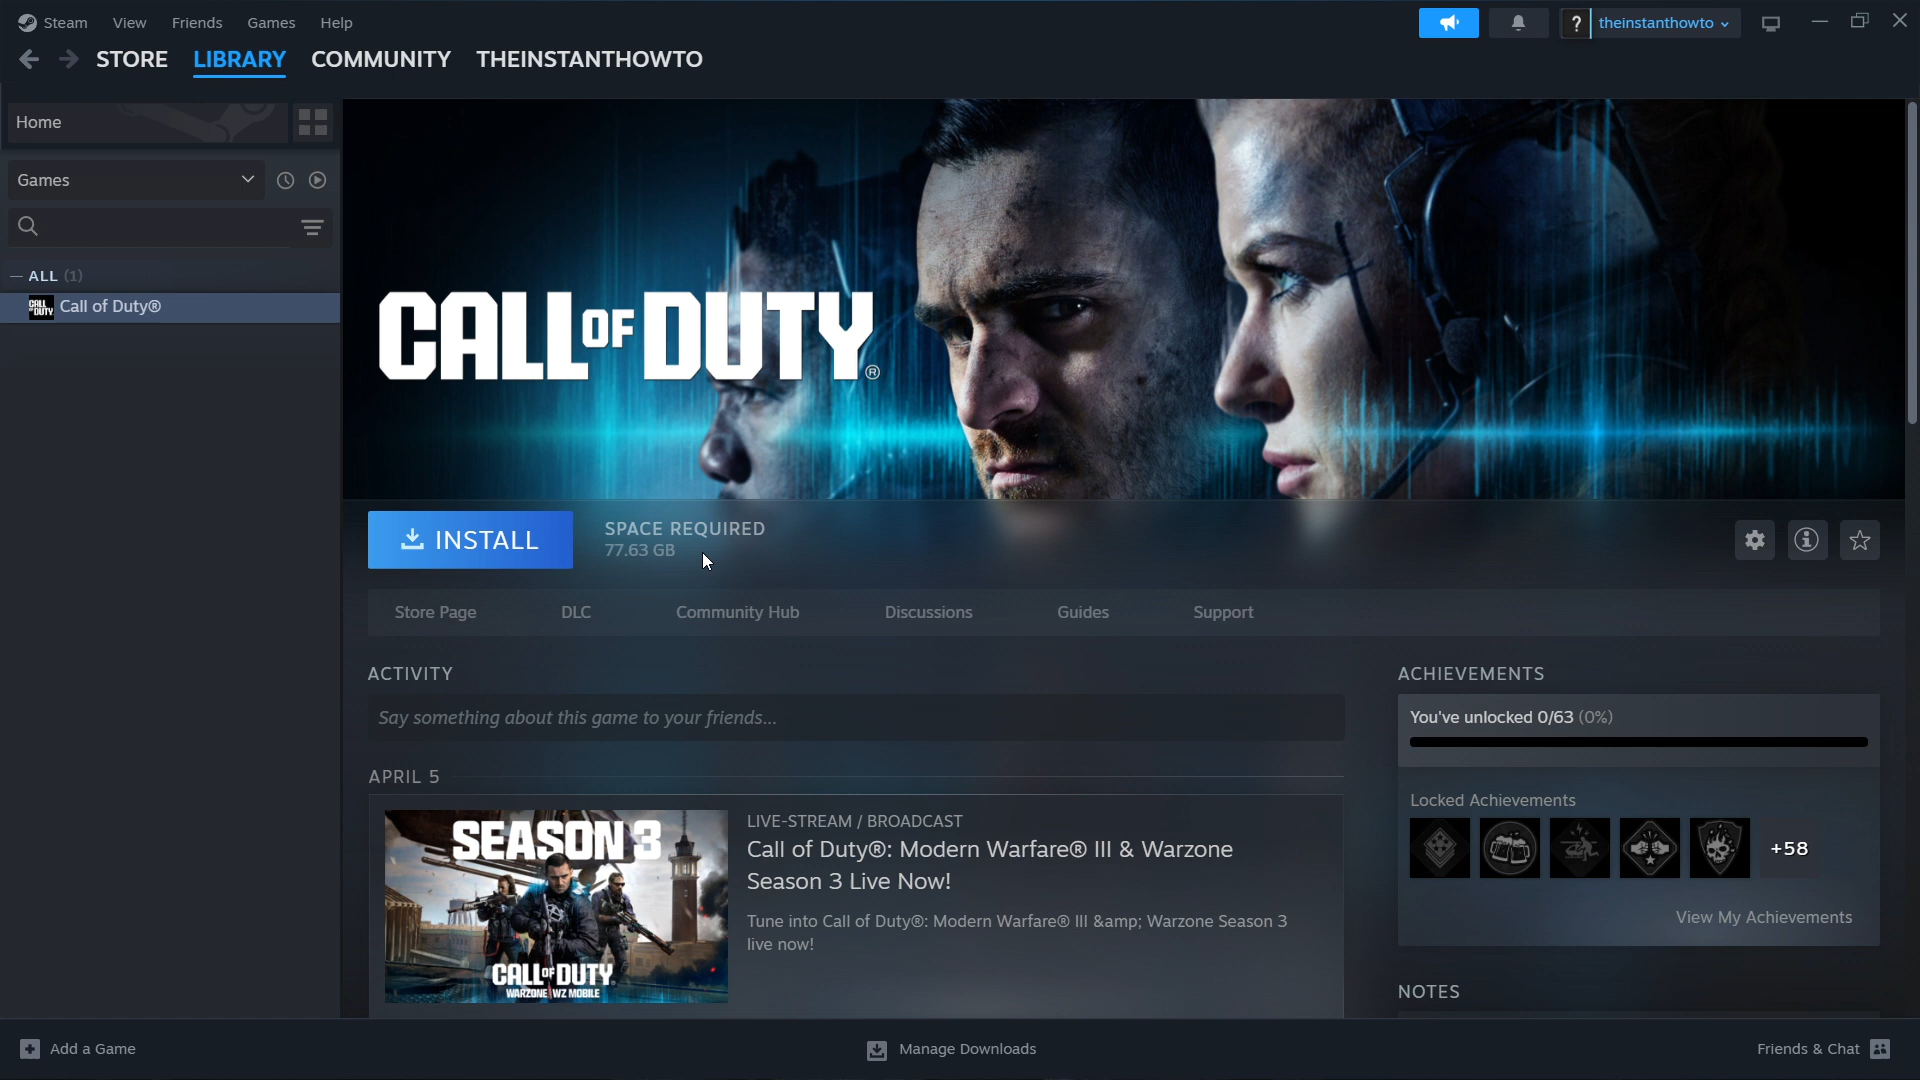 Steam View Friends Games Help
? theinstanthowto
STORE LIBRARY COMMUNITY THEINSTANTHOWTO
Home
Games
— ALL (1)
CALL OF DUTY Call of Duty®
CALL OF DUTY®
INSTALL
SPACE REQUIRED
77.63 GB
Store Page DLC Community Hub Discussions Guides Support
ACTIVITY
Say something about this game to your friends...
APRIL 5
SEASON 3
CALL OF DUTY
WARZONE WZ MOBILE
LIVE-STREAM / BROADCAST
Call of Duty®: Modern Warfare® III & Warzone
Season 3 Live Now!
Tune into Call of Duty®: Modern Warfare® III &amp; Warzone Season 3
live now!
ACHIEVEMENTS
You've unlocked 0/63 (0%)
Locked Achievements
+58
View My Achievements
NOTES
Add a Game
Manage Downloads
Friends & Chat